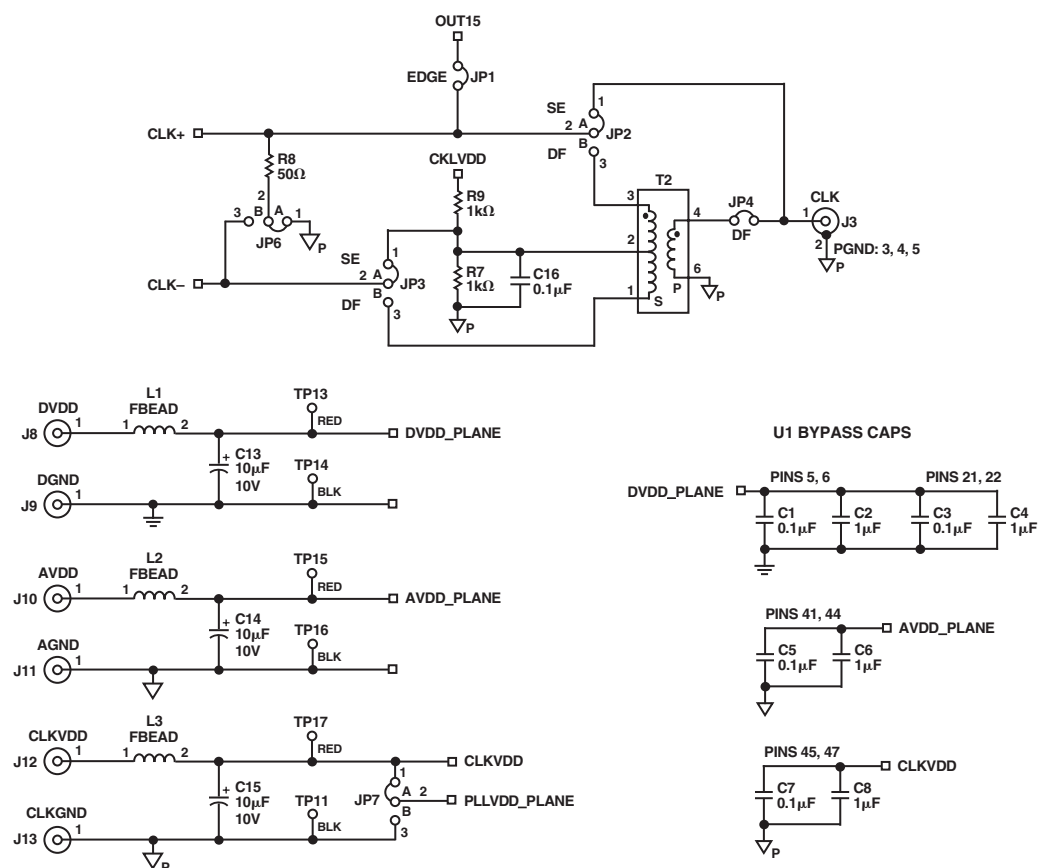 OUT15
EDGE
JP1
SE
1
2
A
JP2
B
DF
3
CLK+
R8
50Ω
2
3
B
A
1
JP6
P
CKLVDD
R9
1kΩ
T2
3
4
JP4
DF
CLK
1
J3
2
PGND: 3, 4, 5
P
SE
1
2
A
JP3
B
DF
3
CLK–
R7
1kΩ
C16
0.1μF
P
2
1
S
P
6
P
DVDD
1
J8
L1
FBEAD
1
2
TP13
RED
DVDD_PLANE
+
C13
10μF
10V
DGND
1
J9
TP14
BLK
AVDD
1
J10
L2
FBEAD
1
2
TP15
RED
AVDD_PLANE
+
C14
10μF
10V
AGND
1
J11
TP16
BLK
CLKVDD
1
J12
L3
FBEAD
1
2
TP17
RED
CLKVDD
+
C15
10μF
10V
1
JP7
A
2
PLLVDD_PLANE
B
3
CLKGND
1
J13
TP11
BLK
P
U1 BYPASS CAPS
PINS 5, 6
PINS 21, 22
DVDD_PLANE
C1
0.1μF
C2
1μF
C3
0.1μF
C4
1μF
PINS 41, 44
AVDD_PLANE
C5
0.1μF
C6
1μF
PINS 45, 47
CLKVDD
C7
0.1μF
C8
1μF
P